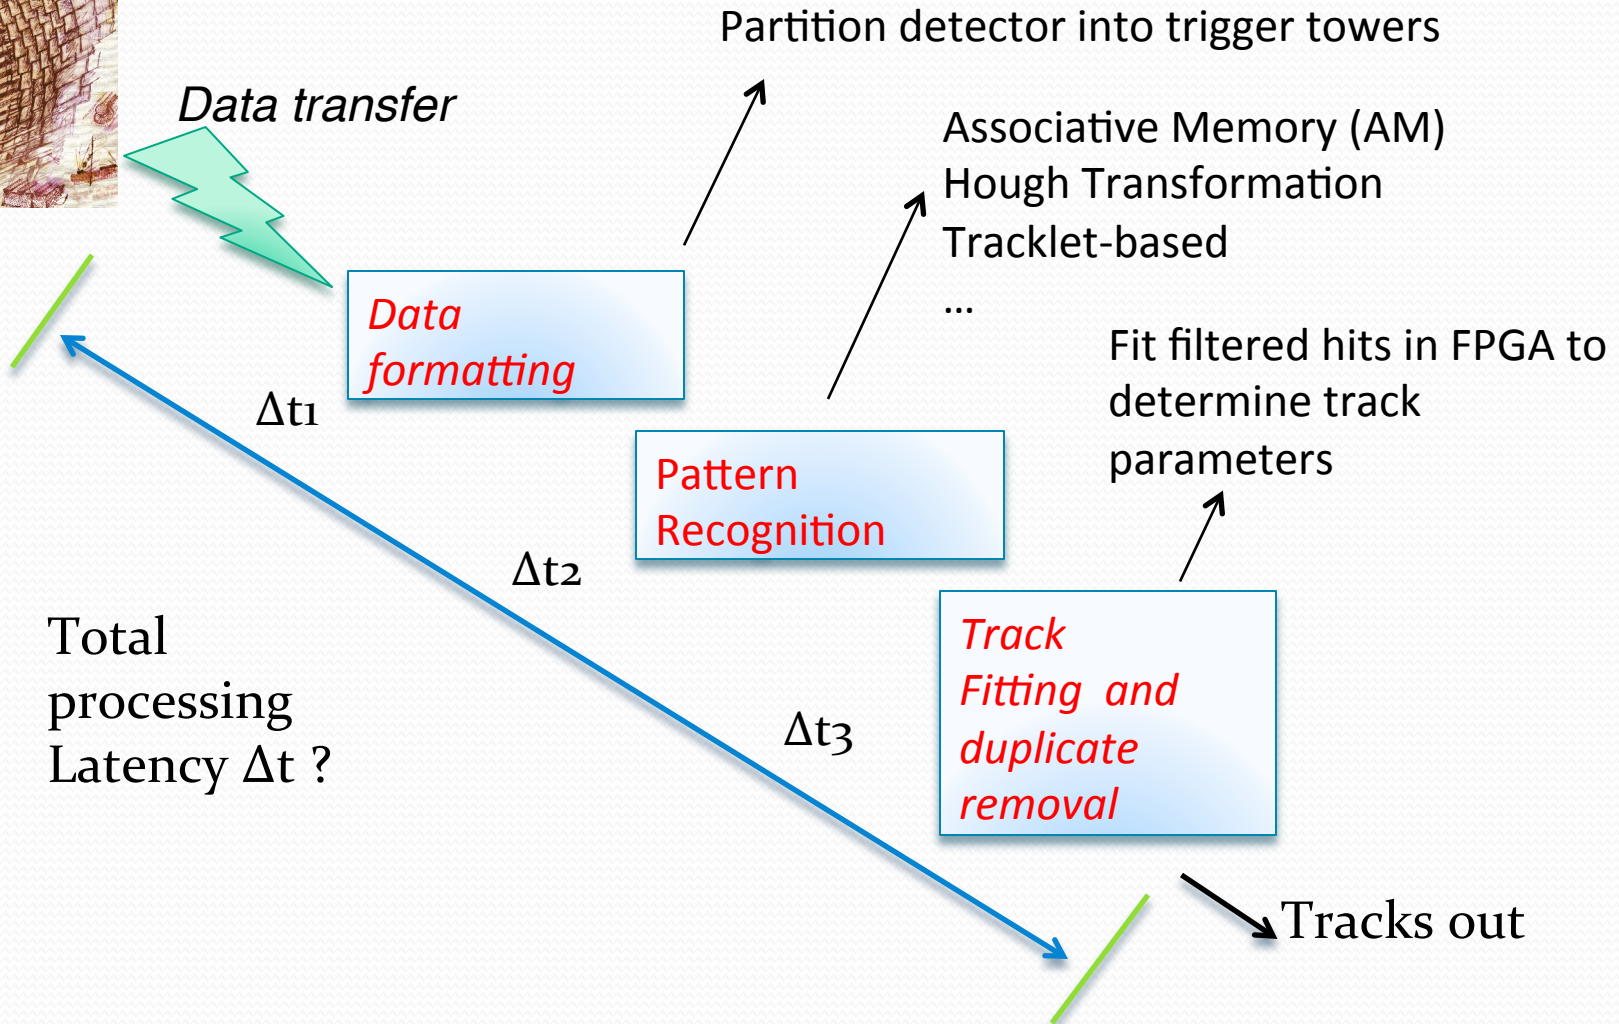 Partition detector into trigger towers
Data transfer
Associative Memory (AM)
Hough Transformation
Tracklet-based
...
Data
formatting
Fit filtered hits in FPGA to
determine track
parameters
Δt1
Pattern
Recognition
Δt2
Track
Fitting and
duplicate
removal
Total
processing
Latency Δt ?
Δt3
Tracks out